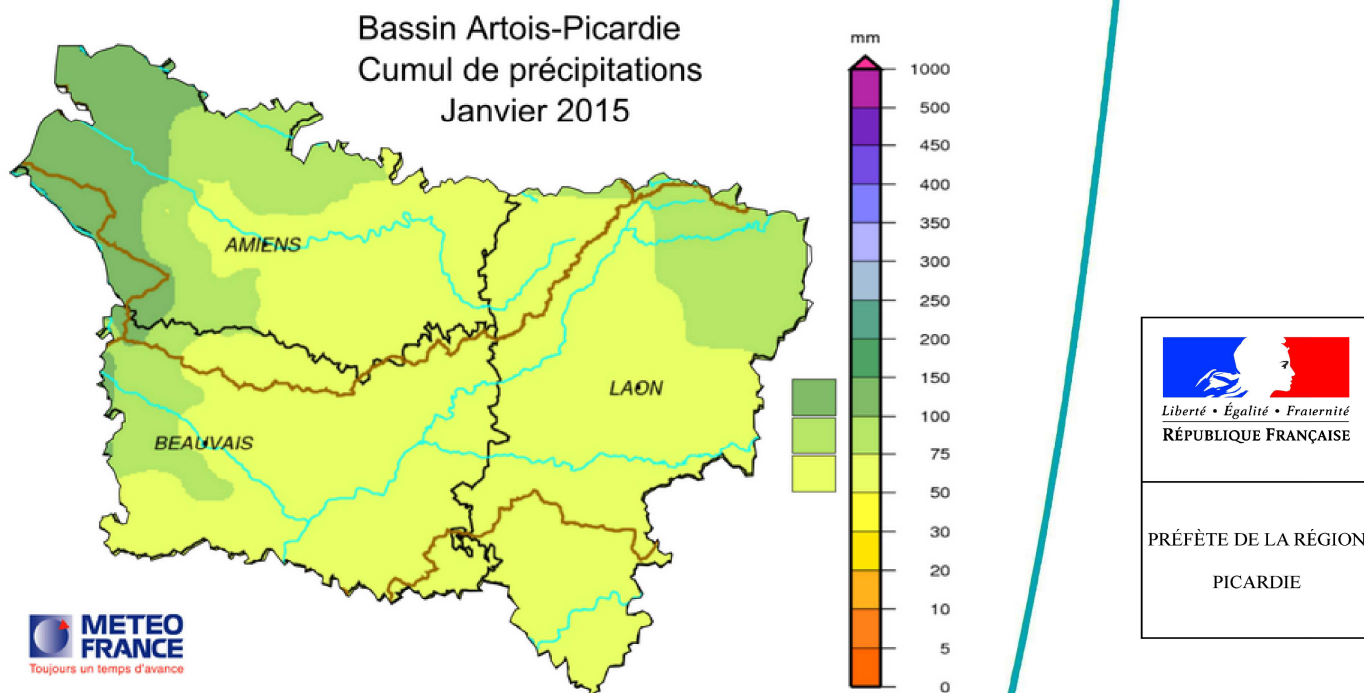 Bassin Artois-Picardie
Cumul de précipitations
Janvier 2015
mm
1000
500
450
400
350
300
250
200
150
100
75
50
30
20
10
5
0
AMIENS
LAON
BEAUVAIS
METEO
FRANCE
Toujours un temps d'avance
Liberté • Égalité • Fraternité
RÉPUBLIQUE FRANÇAISE
PRÉFÈTE DE LA RÉGION
PICARDIE